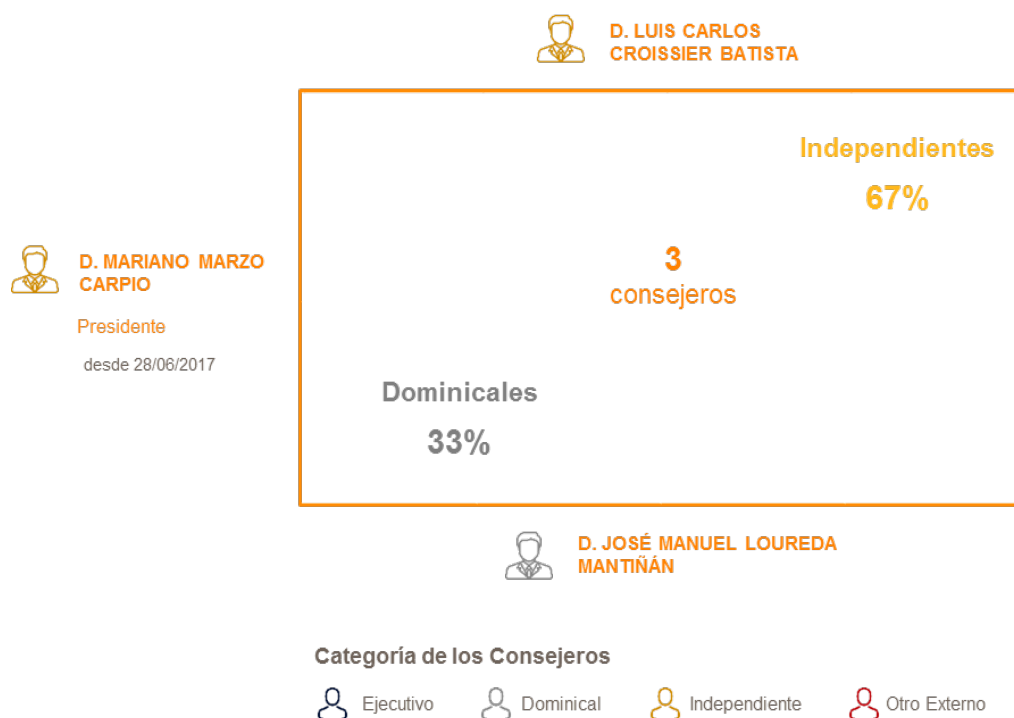 D. LUIS CARLOS
CROISSIER BATISTA
Independientes
67%
D. MARIANO MARZO
CARPIO
Presidente
desde 28/06/2017
3
consejeros
Dominicales
33%
D. JOSÉ MANUEL LOUREDA
MANTIÑÁN
Categoría de los Consejeros
Ejecutivo Dominical Independiente Otro Externo